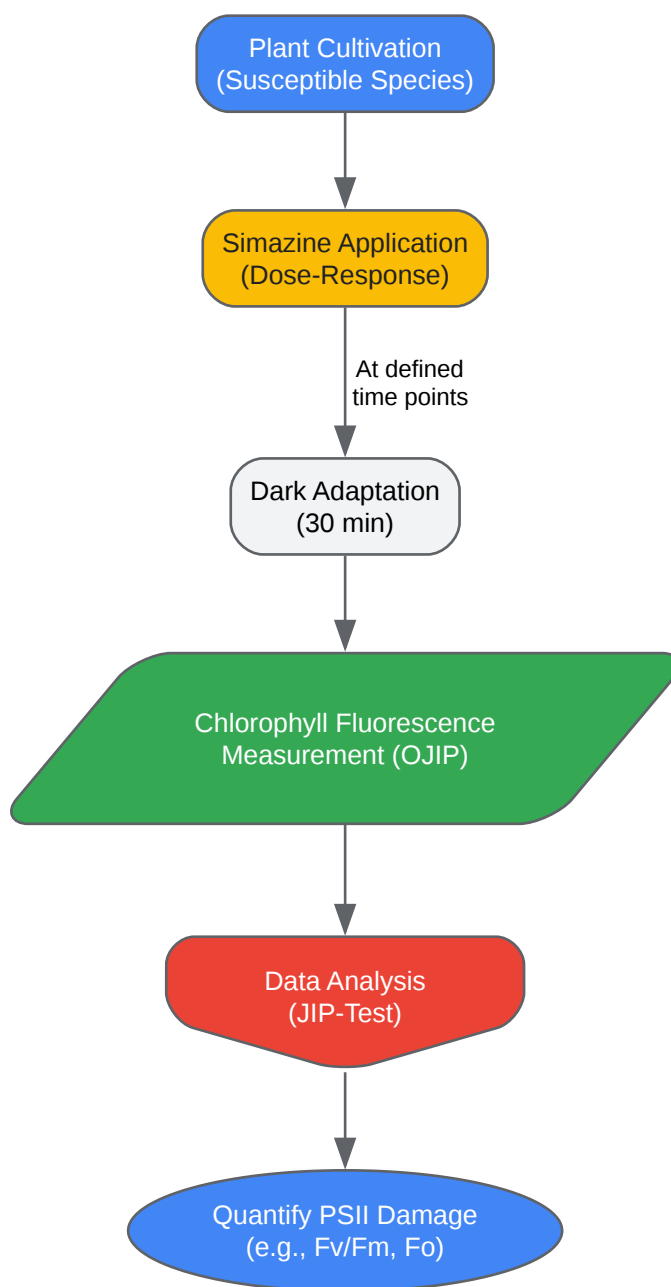 Plant Cultivation
(Susceptible Species)
Simazine Application
(Dose-Response)
At defined
time points
Dark Adaptation
(30 min)
Chlorophyll Fluorescence
Measurement (OJIP)
Data Analysis
(JIP-Test)
Quantify PSII Damage
(e.g., Fv/Fm, Fo)